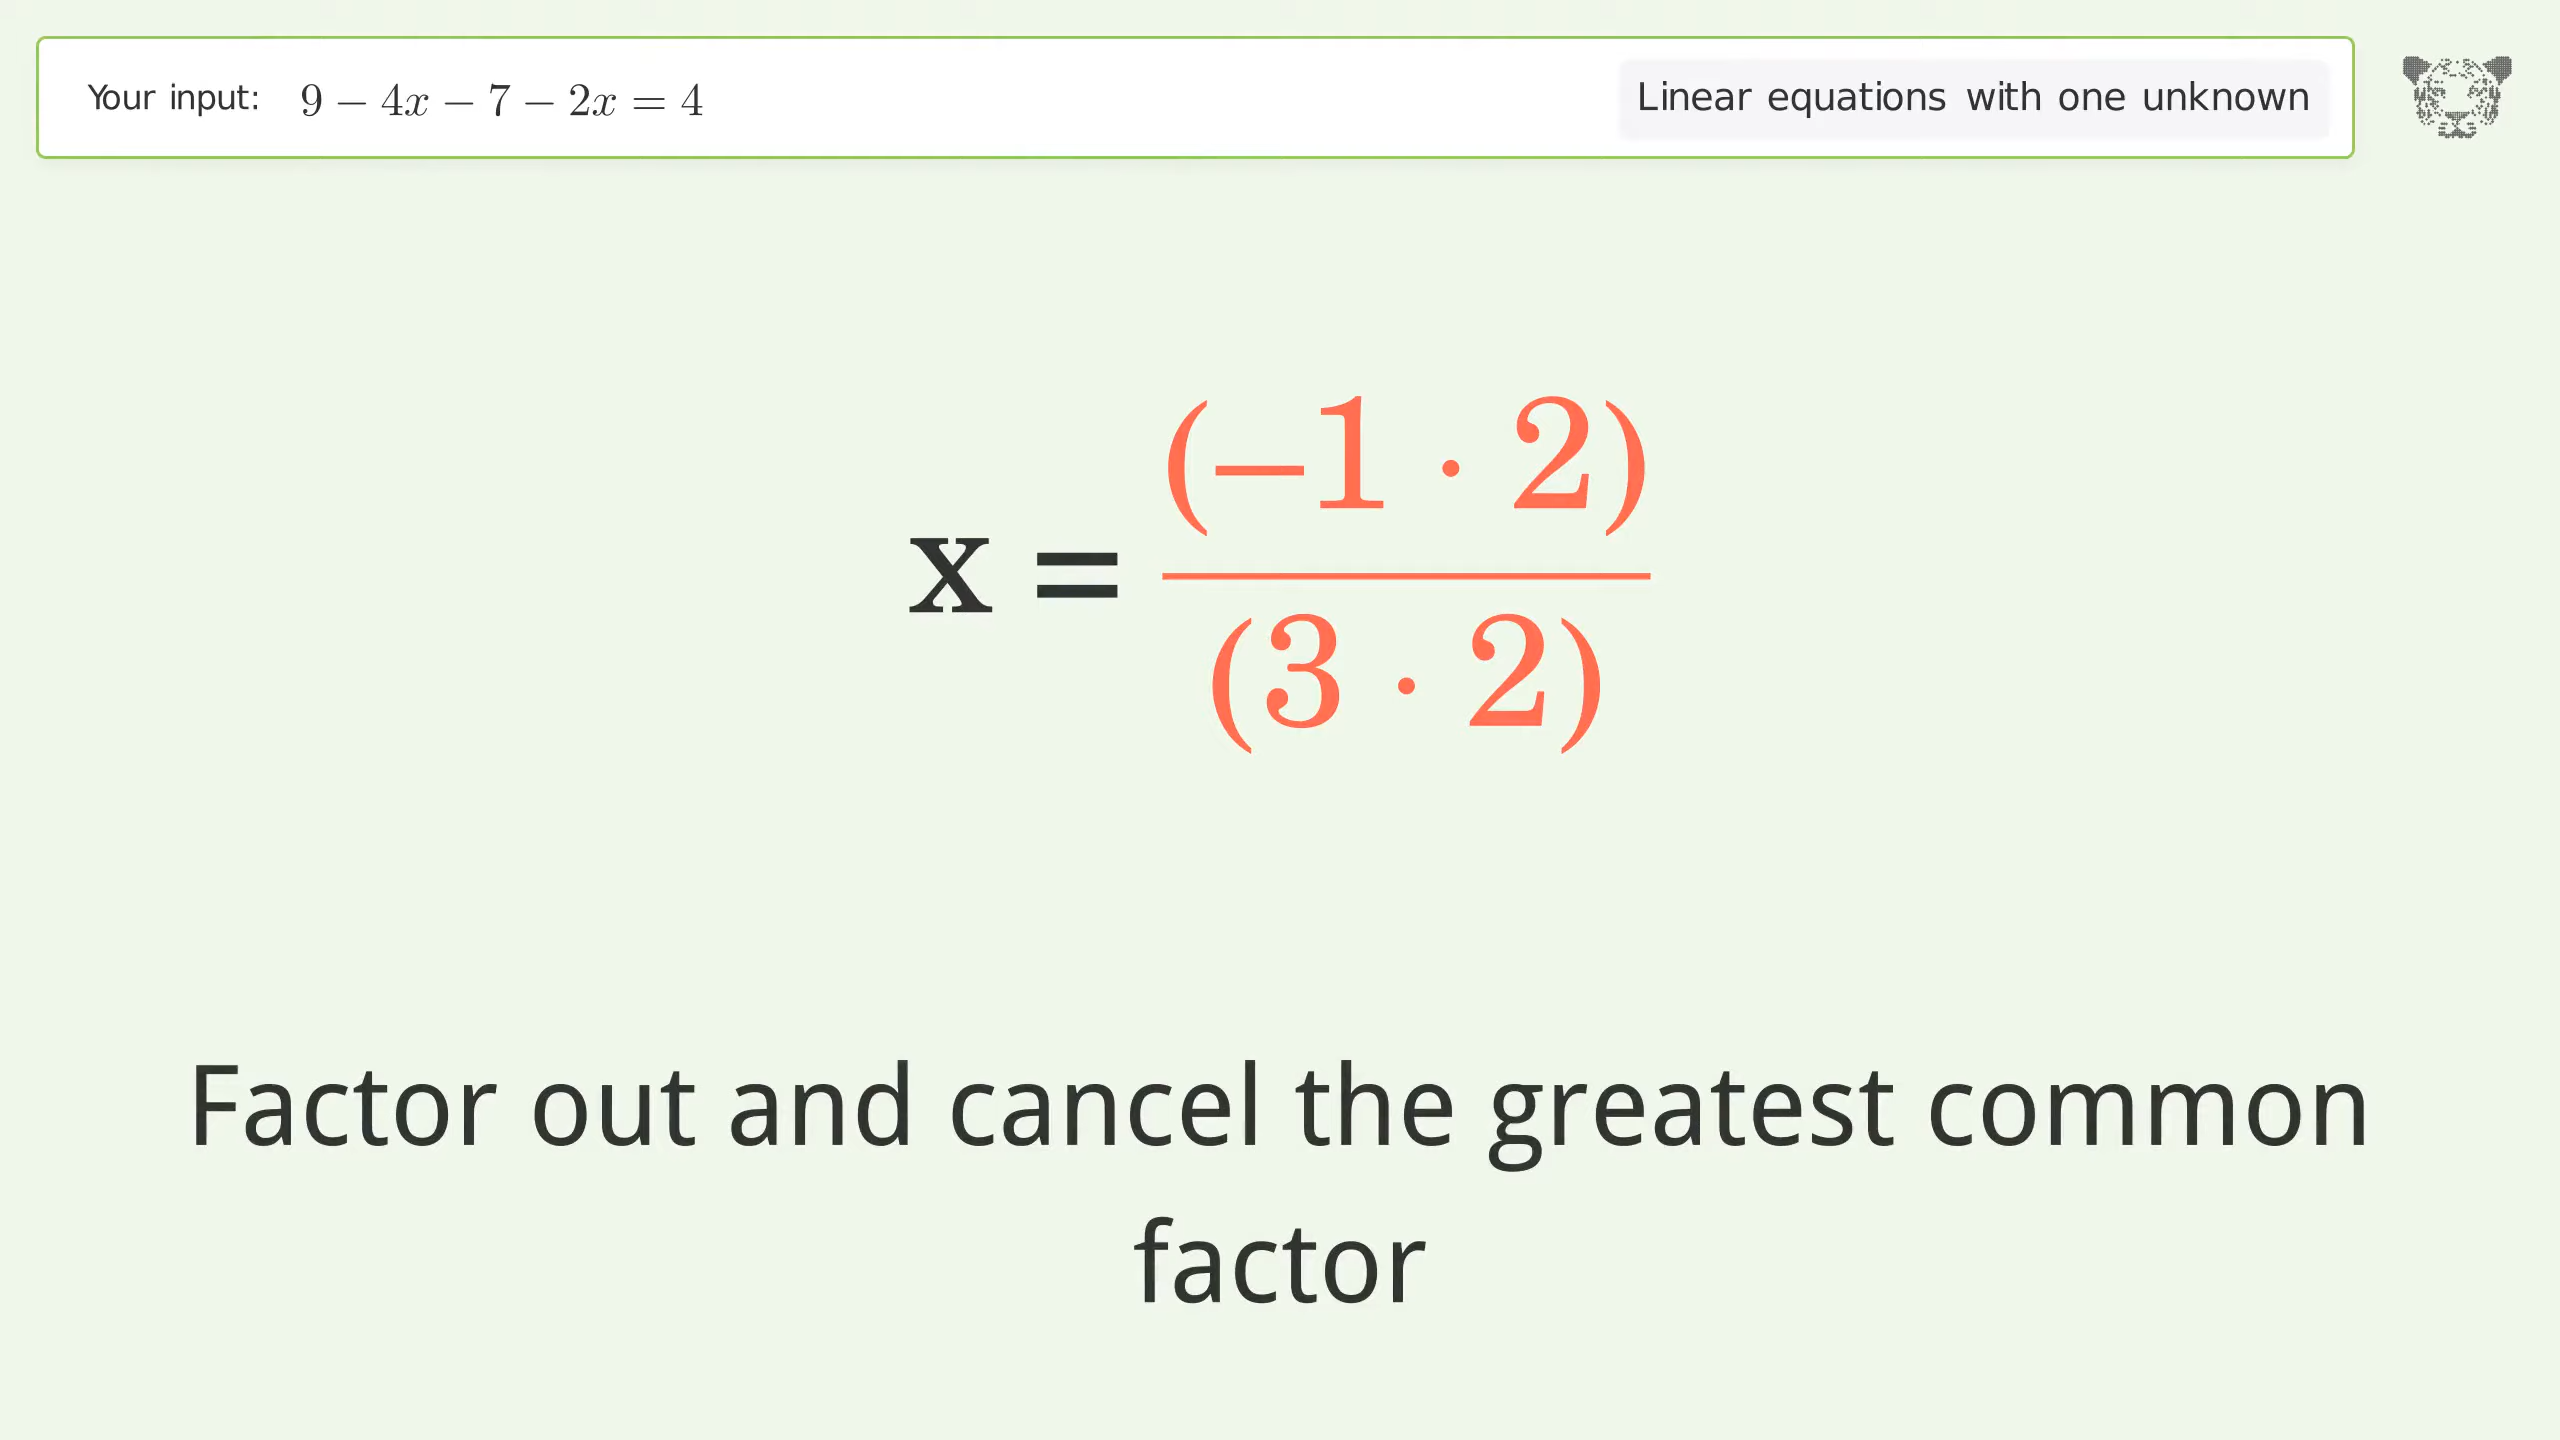 Your input: 9 − 4x − 7 − 2x = 4
Linear equations with one unknown
x = (−1 · 2) / (3 · 2)
Factor out and cancel the greatest common
factor